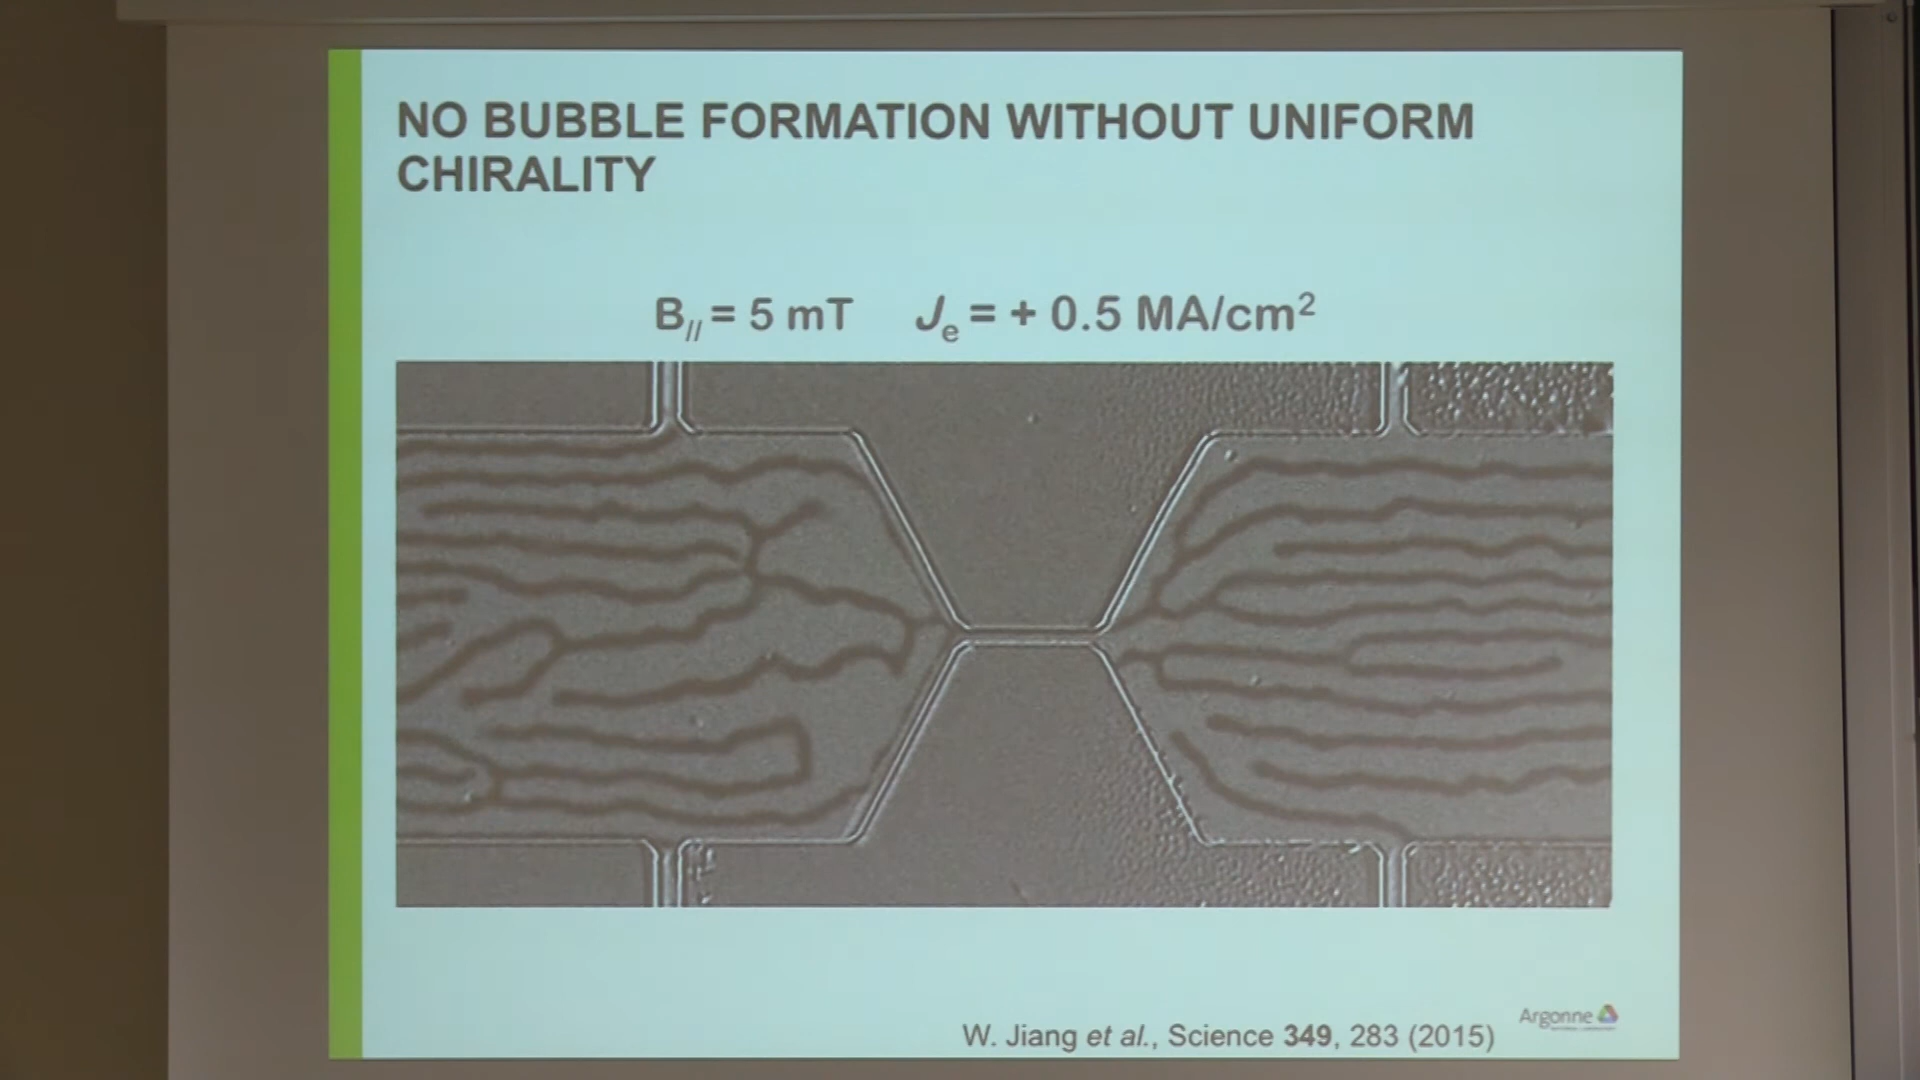 NO BUBBLE FORMATION WITHOUT UNIFORM
CHIRALITY
B// = 5 mT Je = + 0.5 MA/cm²
Argonne
W. Jiang et al., Science 349, 283 (2015)